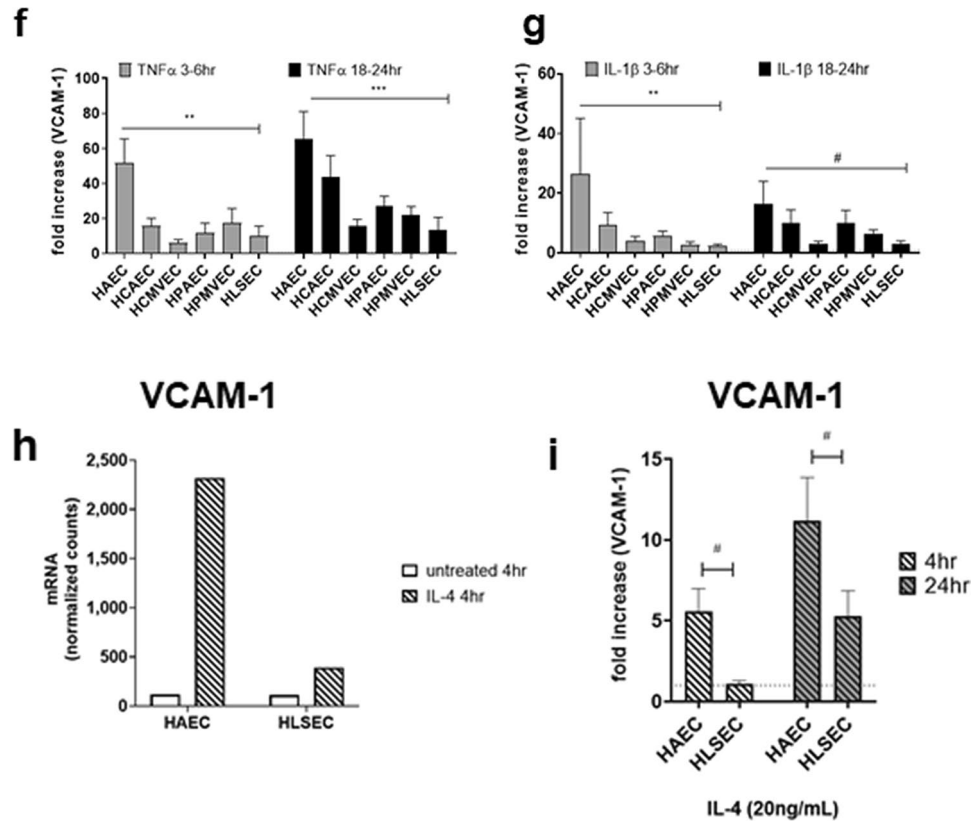 f
TNFα 3-6hr
TNFα 18-24hr
fold increase (VCAM-1)
100
80
60
40
20
0
**
***
HAEC
HCAEC
HCMVEC
HPAEC
HPMVEC
HLSEC
HAEC
HCAEC
HCMVEC
HPAEC
HPMVEC
HLSEC
g
IL-1β 3-6hr
IL-1β 18-24hr
fold increase (VCAM-1)
60
40
20
0
**
#
HAEC
HCAEC
HCMVEC
HPAEC
HPMVEC
HLSEC
HAEC
HCAEC
HCMVEC
HPAEC
HPMVEC
HLSEC
VCAM-1
h
mRNA
(normalized counts)
2,500
2,000
1,500
1,000
500
0
HAEC
HLSEC
untreated 4hr
IL-4 4hr
VCAM-1
i
fold increase (VCAM-1)
15
10
5
0
#
#
HAEC
HLSEC
HAEC
HLSEC
4hr
24hr
IL-4 (20ng/mL)